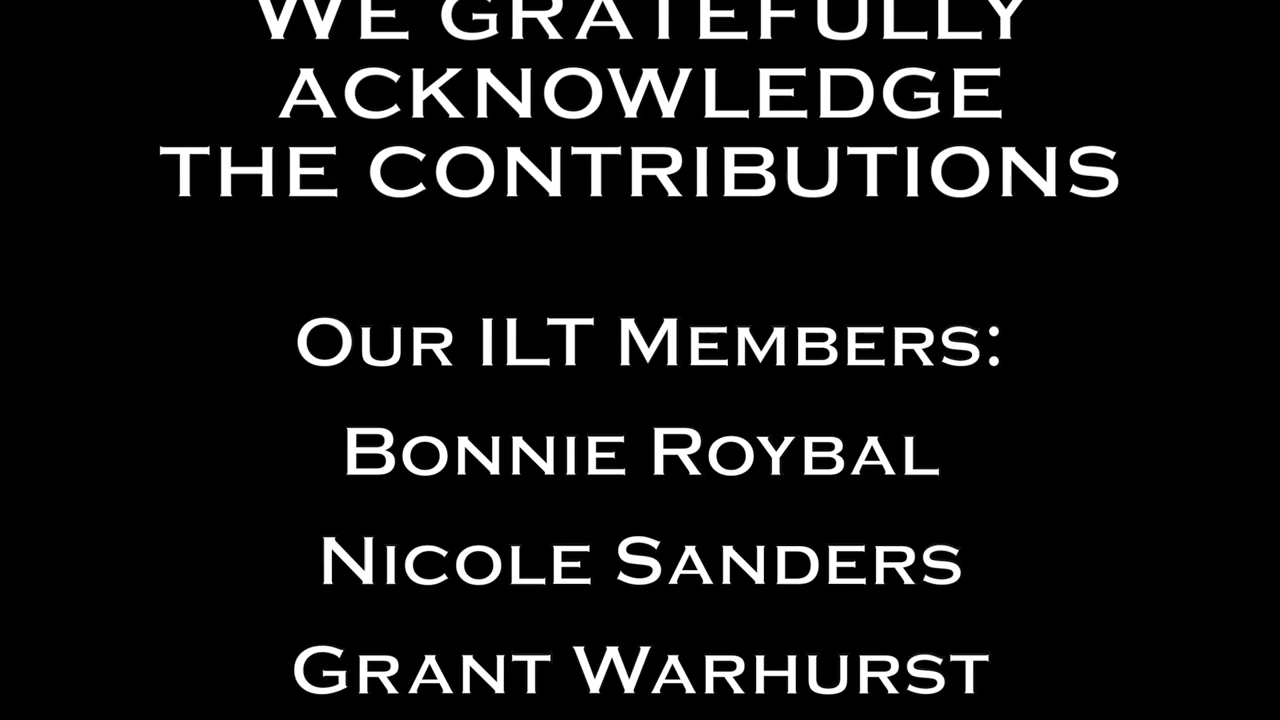 WE GRATEFULLY
ACKNOWLEDGE
THE CONTRIBUTIONS
OUR ILT MEMBERS:
BONNIE ROYBAL
NICOLE SANDERS
GRANT WARHURST